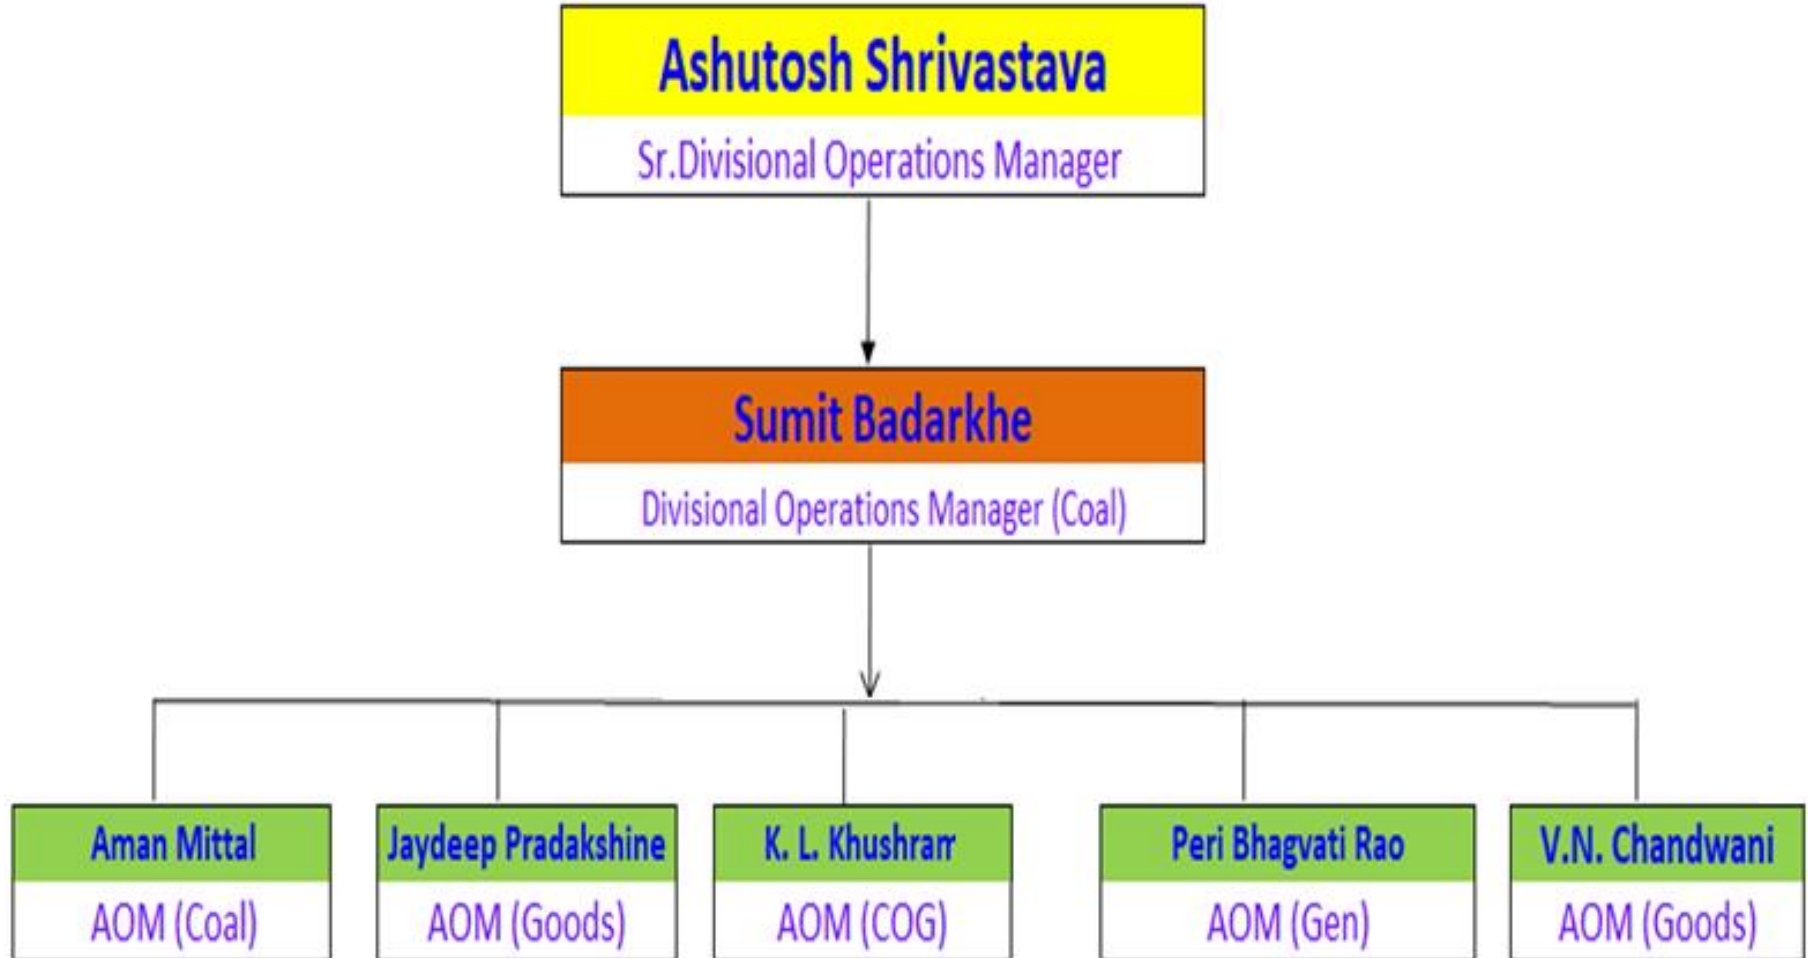 Ashutosh Shrivastava
Sr.Divisional Operations Manager
Sumit Badarkhe
Divisional Operations Manager (Coal)
Aman Mittal
AOM (Coal)
Jaydeep Pradakshine
AOM (Goods)
K. L.
AOM (COG)
Peri Bhagvati Rao
AOM (Gen)
V.N. Chandwani
AOM (Goods)